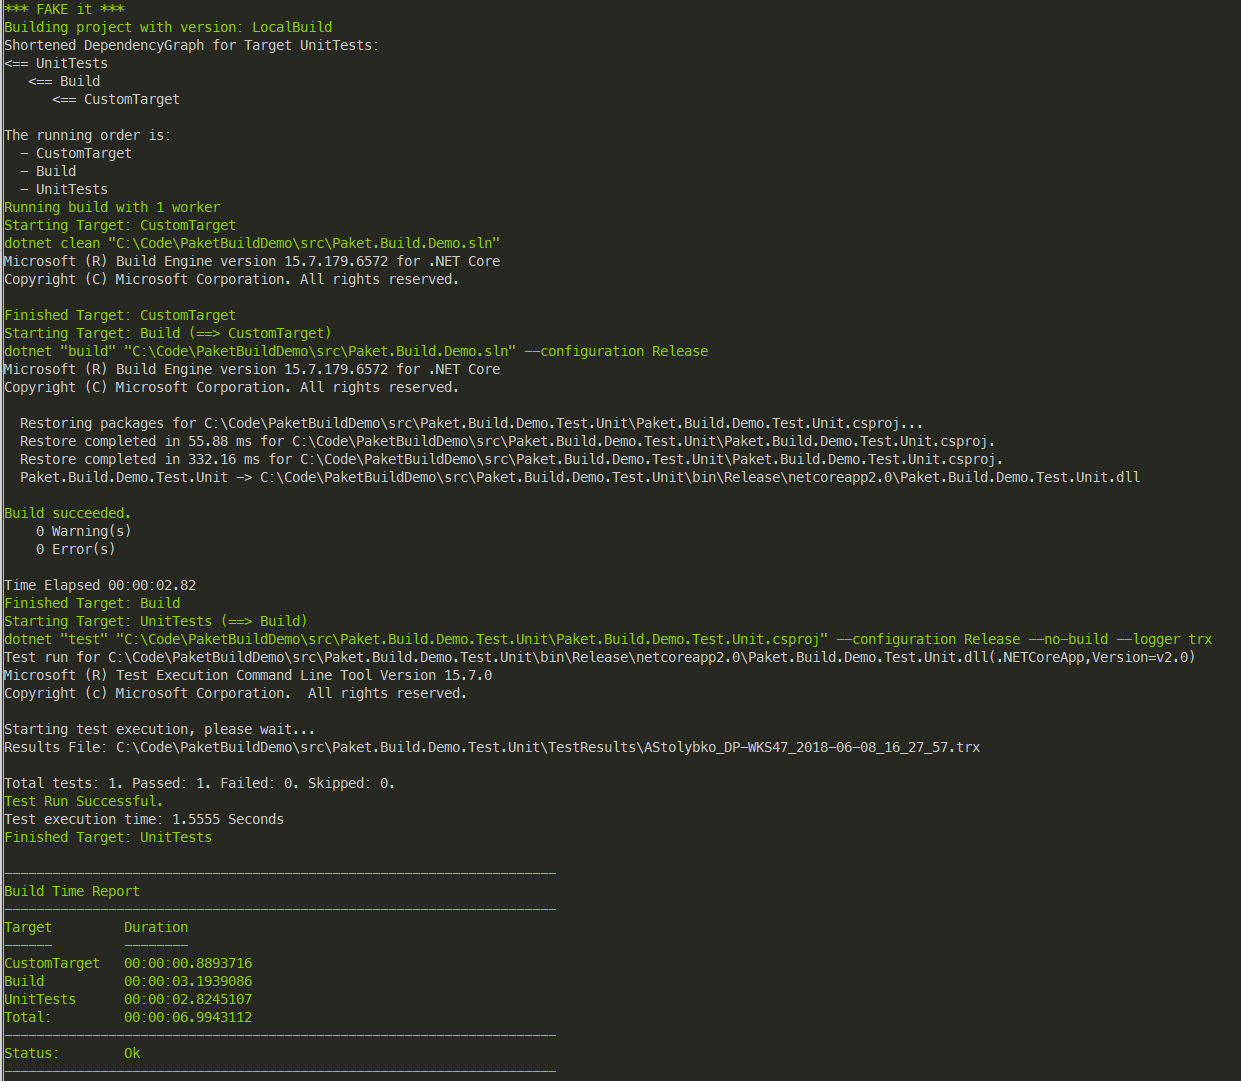 *** FAKE it ***
Building project with version: LocalBuild
Shortened DependencyGraph for Target UnitTests:
<== UnitTests
   <== Build
      <== CustomTarget

The running order is:
  - CustomTarget
  - Build
  - UnitTests
Running build with 1 worker
Starting Target: CustomTarget
dotnet clean "C:\Code\PaketBuildDemo\src\Paket.Build.Demo.sln"
Microsoft (R) Build Engine version 15.7.179.6572 for .NET Core
Copyright (C) Microsoft Corporation. All rights reserved.

Finished Target: CustomTarget
Starting Target: Build (==> CustomTarget)
dotnet "build" "C:\Code\PaketBuildDemo\src\Paket.Build.Demo.sln" --configuration Release
Microsoft (R) Build Engine version 15.7.179.6572 for .NET Core
Copyright (C) Microsoft Corporation. All rights reserved.

  Restoring packages for C:\Code\PaketBuildDemo\src\Paket.Build.Demo.Test.Unit\Paket.Build.Demo.Test.Unit.csproj...
  Restore completed in 55.88 ms for C:\Code\PaketBuildDemo\src\Paket.Build.Demo.Test.Unit\Paket.Build.Demo.Test.Unit.csproj.
  Restore completed in 332.16 ms for C:\Code\PaketBuildDemo\src\Paket.Build.Demo.Test.Unit\Paket.Build.Demo.Test.Unit.csproj.
  Paket.Build.Demo.Test.Unit -> C:\Code\PaketBuildDemo\src\Paket.Build.Demo.Test.Unit\bin\Release\netcoreapp2.0\Paket.Build.Demo.Test.Unit.dll

Build succeeded.
    0 Warning(s)
    0 Error(s)

Time Elapsed 00:00:02.82
Finished Target: Build
Starting Target: UnitTests (==> Build)
dotnet "test" "C:\Code\PaketBuildDemo\src\Paket.Build.Demo.Test.Unit\Paket.Build.Demo.Test.Unit.csproj" --configuration Release --no-build --logger trx
Test run for C:\Code\PaketBuildDemo\src\Paket.Build.Demo.Test.Unit\bin\Release\netcoreapp2.0\Paket.Build.Demo.Test.Unit.dll(.NETCoreApp,Version=v2.0)
Microsoft (R) Test Execution Command Line Tool Version 15.7.0
Copyright (c) Microsoft Corporation.  All rights reserved.

Starting test execution, please wait...
Results File: C:\Code\PaketBuildDemo\src\Paket.Build.Demo.Test.Unit\TestResults\AStolybko_DP-WKS47_2018-06-08_16_27_57.trx

Total tests: 1. Passed: 1. Failed: 0. Skipped: 0.
Test Run Successful.
Test execution time: 1.5555 Seconds
Finished Target: UnitTests

---------------------------------------------------------------------
Build Time Report
---------------------------------------------------------------------
Target         Duration
------         --------
CustomTarget   00:00:00.8893716
Build          00:00:03.1939086
UnitTests      00:00:02.8245107
Total:         00:00:06.9943112
---------------------------------------------------------------------
Status:        Ok
---------------------------------------------------------------------